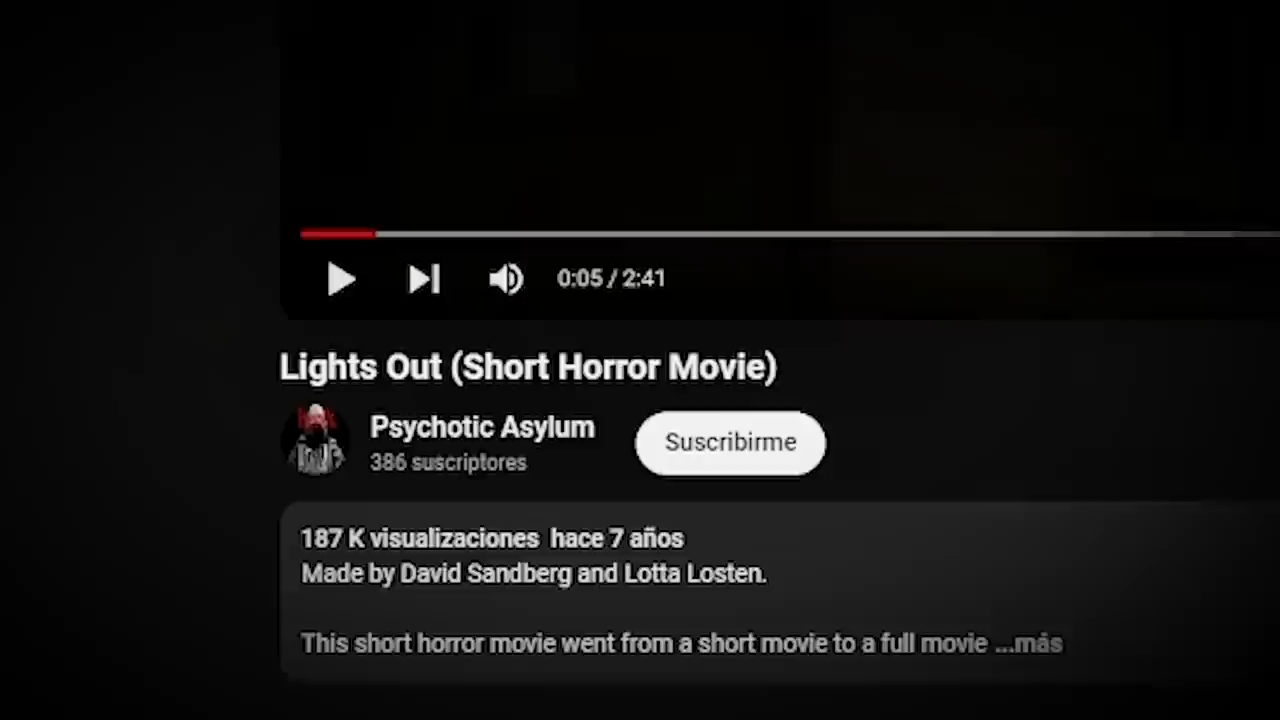 0:05 / 2:41
Lights Out (Short Horror Movie)
Psychotic Asylum
386 suscriptores
Suscribirme
187 K visualizaciones hace 7 años
Made by David Sandberg and Lotta Losten.
This short horror movie went from a short movie to a full movie ...más